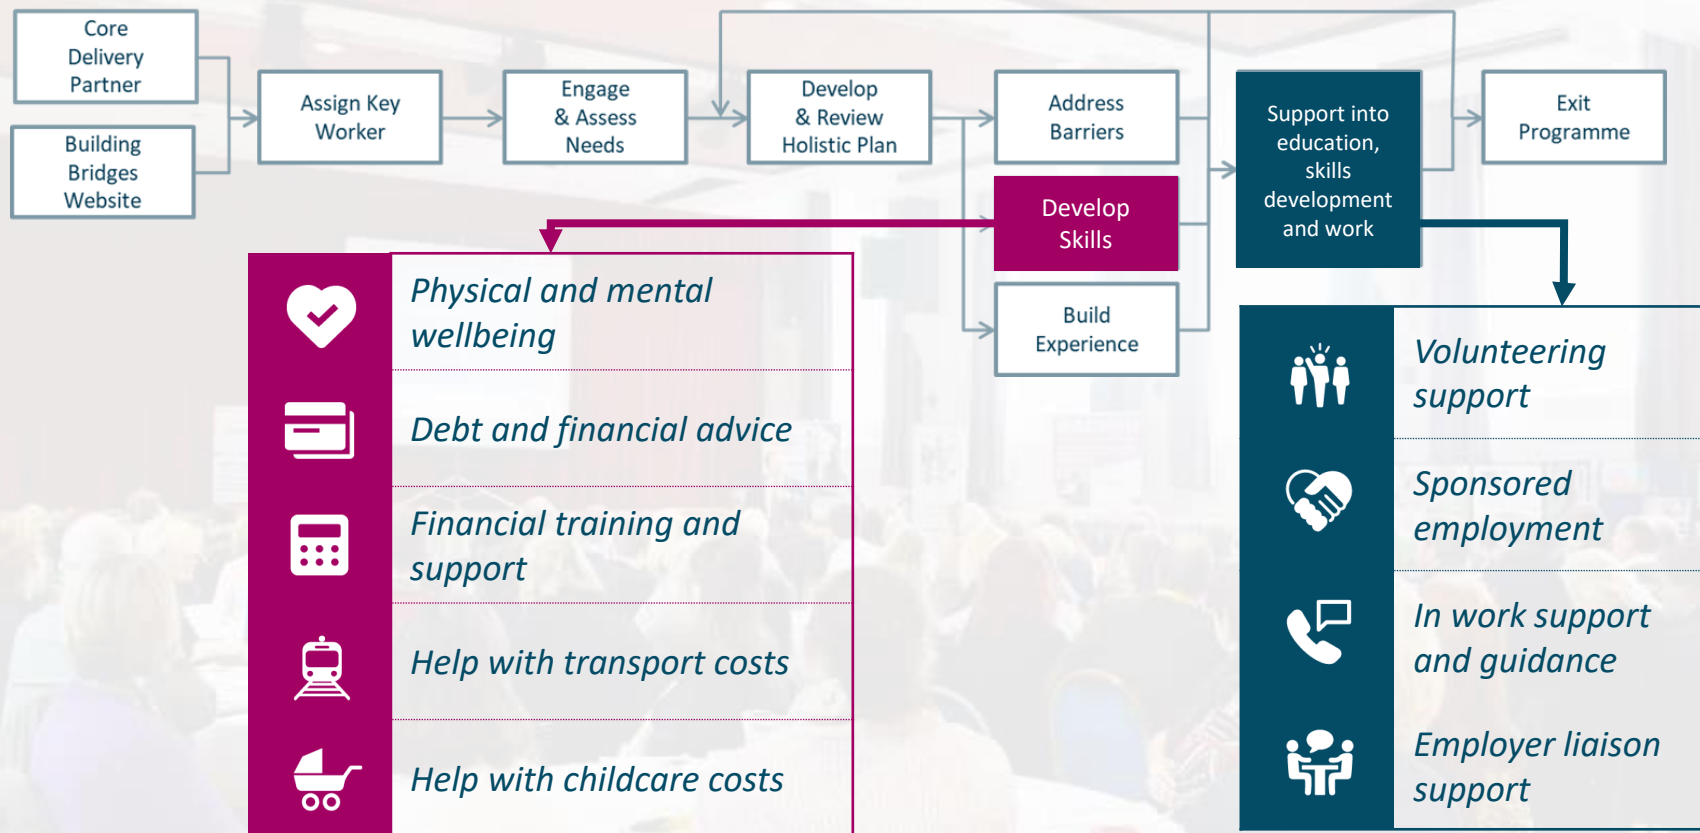 Core
Delivery
Partner
Building
Bridges
Website
Assign Key
Worker
Engage
& Assess
Needs
Develop
& Review
Holistic Plan
Address
Barriers
Develop
Skills
Build
Experience
Support into
education,
skills
development
and work
Exit
Programme
Physical and mental
wellbeing
Debt and financial advice
Financial training and
support
Help with transport costs
Help with childcare costs
Volunteering
support
Sponsored
employment
In work support
and guidance
Employer liaison
support